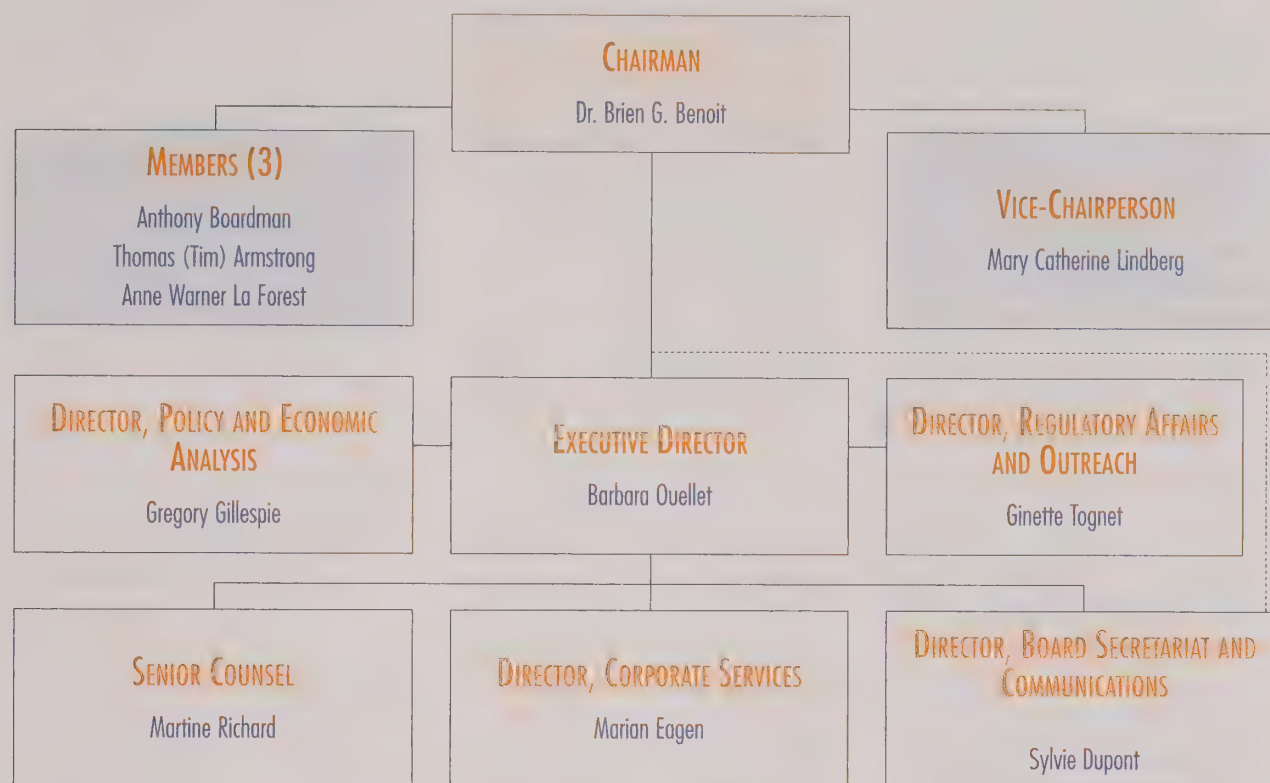 CHAIRMAN
Dr. Brien G. Benoit
MEMBERS (3)
Anthony Boardman
Thomas (Tim) Armstrong
Anne Warner La Forest
VICE-CHAIRPERSON
Mary Catherine Lindberg
DIRECTOR, POLICY AND ECONOMIC
ANALYSIS
Gregory Gillespie
EXECUTIVE DIRECTOR
Barbara Ouellet
DIRECTOR, REGULATORY AFFAIRS
AND OUTREACH
Ginette Tognet
SENIOR COUNSEL
Martine Richard
DIRECTOR, CORPORATE SERVICES
Marian Eagen
DIRECTOR, BOARD SECRETARIAT AND
COMMUNICATIONS
Sylvie Dupont